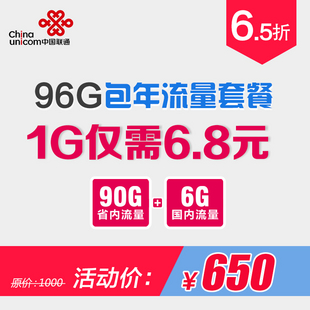 China
unicom中国联通
6.5折
96G包年流量套餐
1G仅需6.8元
90G
省内流量
+
6G
国内流量
原价:1000
活动价:
¥650